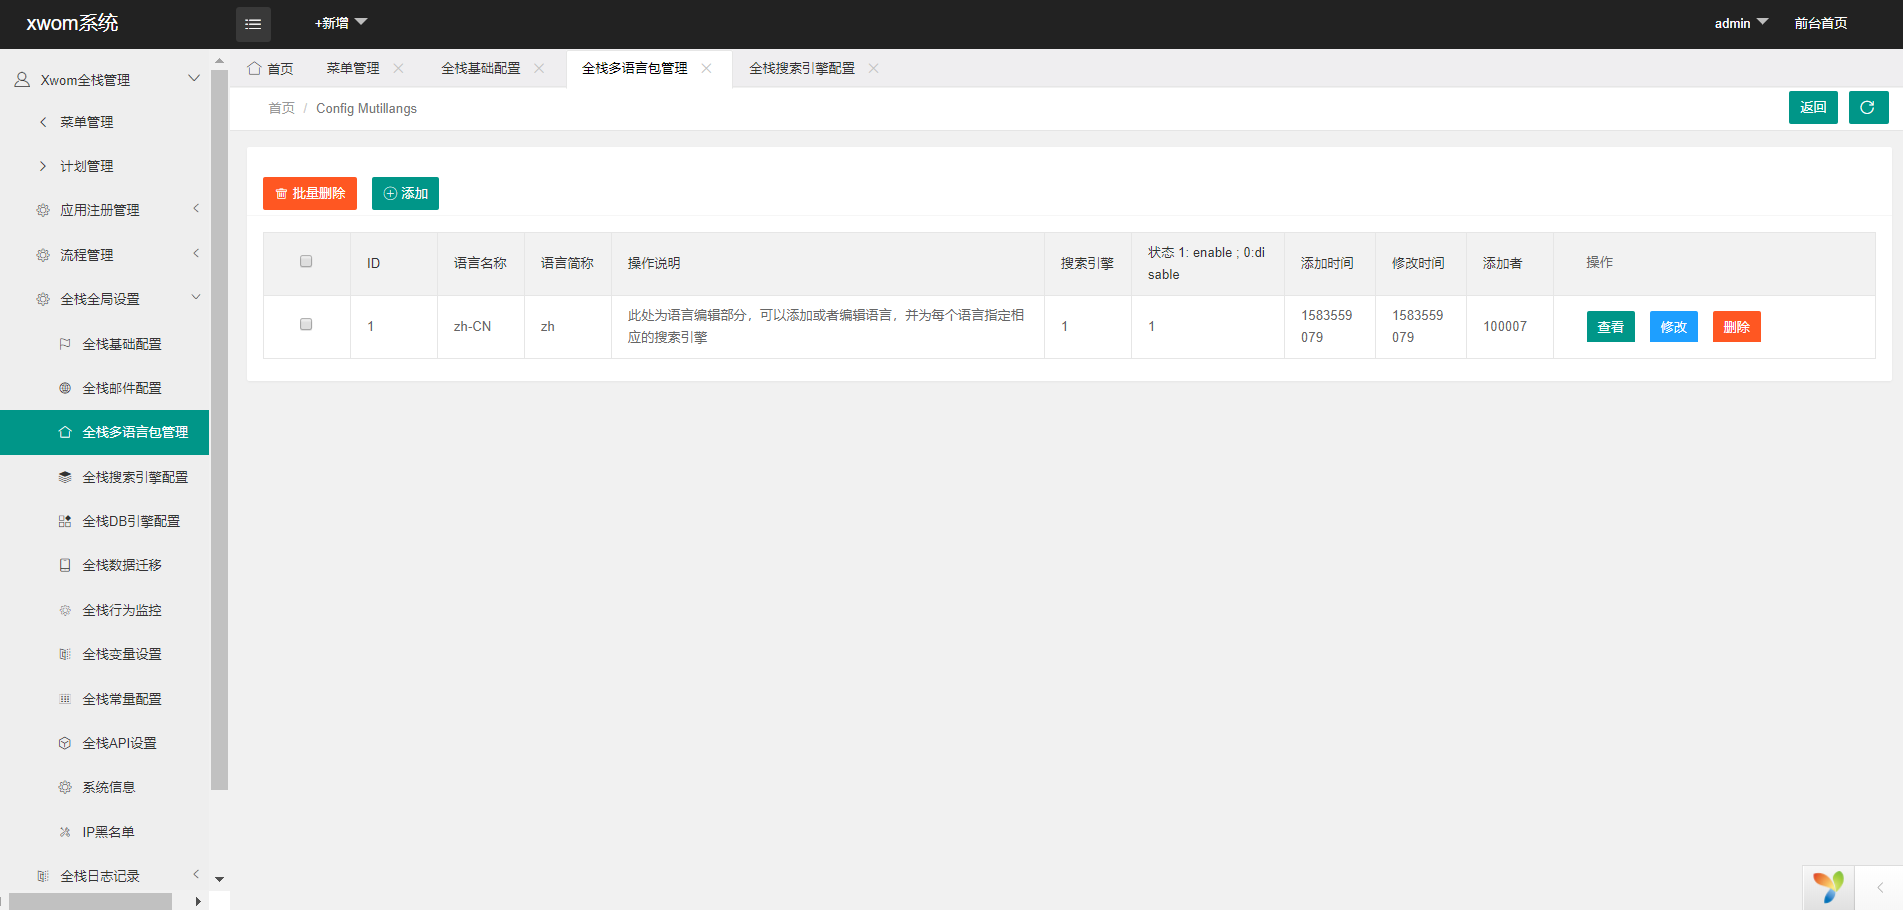 xwom系统
+新增
admin
前台首页
Xwom全栈管理
菜单管理
计划管理
应用注册管理
流程管理
全栈全局设置
全栈基础配置
全栈邮件配置
全栈多语言包管理
全栈搜索引擎配置
全栈DB引擎配置
全栈数据迁移
全栈行为监控
全栈变量设置
全栈常量配置
全栈API设置
系统信息
IP黑名单
全栈日志记录
首页
菜单管理
全栈基础配置
全栈多语言包管理
全栈搜索引擎配置
首页 / Config Mutillangs
返回
批量删除
添加
ID
语言名称
语言简称
操作说明
搜索引擎
状态 1: enable ; 0:di
sable
添加时间
修改时间
添加者
操作
1
zh-CN
zh
此处为语言编辑部分，可以添加或者编辑语言，并为每个语言指定相
应的搜索引擎
1
1
1583559
079
1583559
079
100007
查看
修改
删除